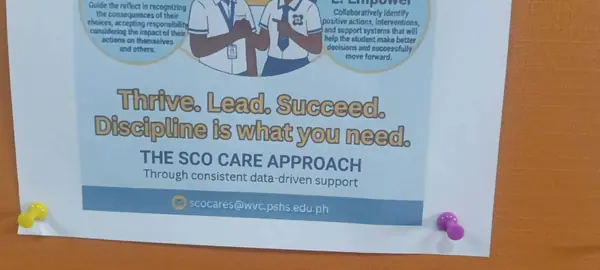 Guide the reflect in recognizing
the consequences of their
choices, accepting responsibility
considering the impact of their
actions on themselves
and others.
E: Empower
Collaboratively identify
positive actions, interventions,
and support systems that will
help the student make better
decisions and successfully
move forward.
Thrive. Lead. Succeed.
Discipline is what you need.
THE SCO CARE APPROACH
Through consistent data-driven support
scocares@wvc.pshs.edu.ph